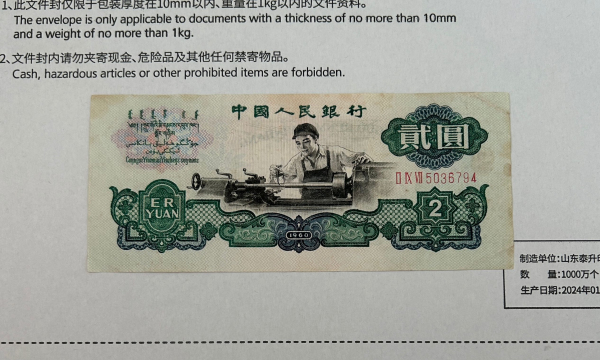 1、此文件封仅限于包装厚度在10mm以内、重量在1kg以内的文件资料。
The envelope is only applicable to documents with a thickness of no more than 10mm
and a weight of no more than 1kg.
2、文件封内请勿夹寄现金、危险品及其他任何禁寄物品。
Cash, hazardous articles or other prohibited items are forbidden.
中國人民銀行
貳圓
ⅡⅨⅦ5036794
ER
YUAN
2
1960
制造单位:山东泰升
数 量:1000万个
生产日期:2024年01